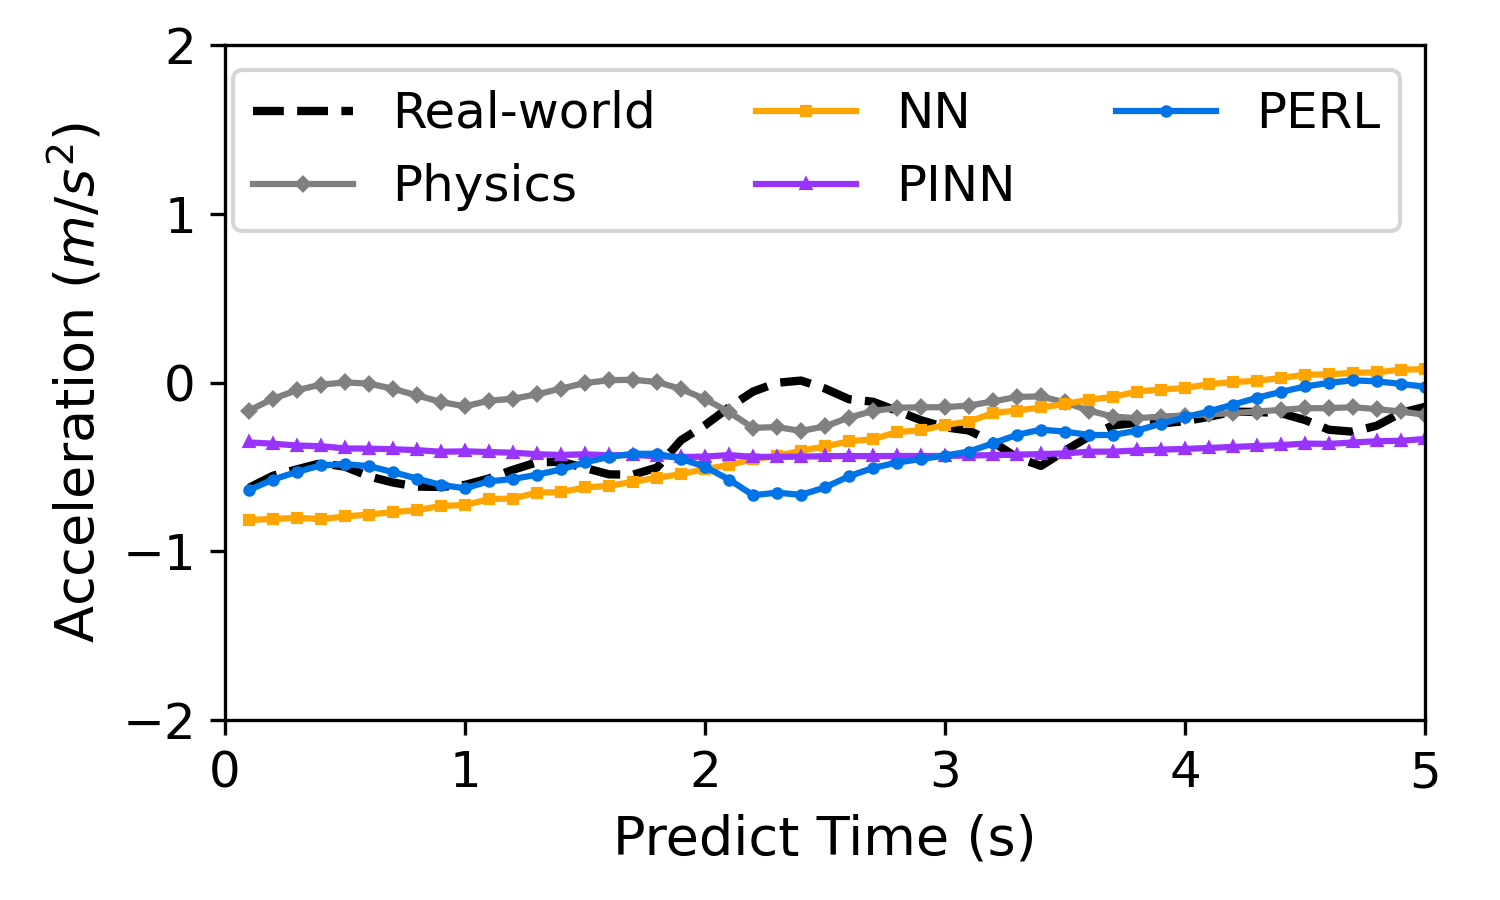 2
1
0
−1
−2
Acceleration (m/s²)
Real-world
Physics
NN
PINN
PERL
0 1 2 3 4 5
Predict Time (s)